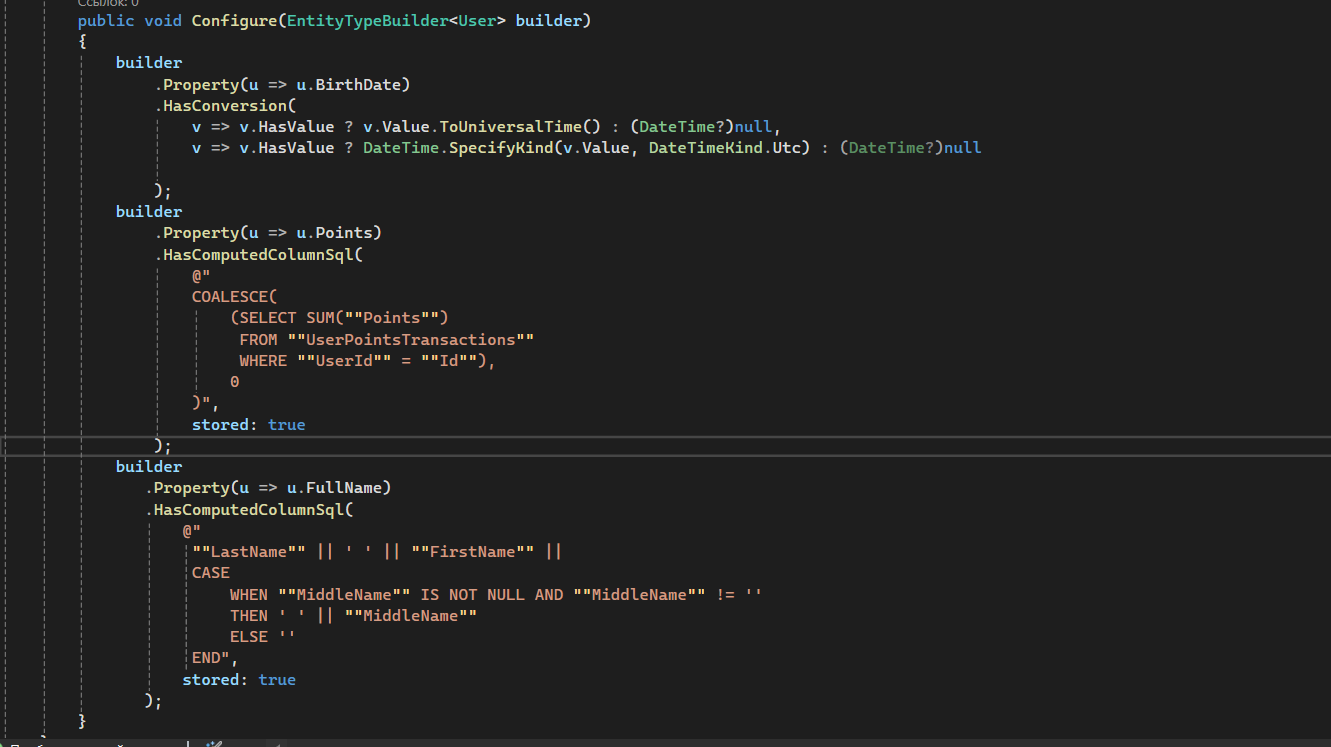 Ссылок: 0
public void Configure(EntityTypeBuilder<User> builder)
{
builder
.Property(u => u.BirthDate)
.HasConversion(
v => v.HasValue ? v.Value.ToUniversalTime() : (DateTime?)null,
v => v.HasValue ? DateTime.SpecifyKind(v.Value, DateTimeKind.Utc) : (DateTime?)null
);
builder
.Property(u => u.Points)
.HasComputedColumnSql(
@"
COALESCE(
(SELECT SUM(""Points"")
FROM ""UserPointsTransactions""
WHERE ""UserId"" = ""Id""),
0
)",
stored: true
);
builder
.Property(u => u.FullName)
.HasComputedColumnSql(
@"
""LastName"" || ' ' || ""FirstName"" ||
CASE
WHEN ""MiddleName"" IS NOT NULL AND ""MiddleName"" != ''
THEN ' ' || ""MiddleName""
ELSE ''
END",
stored: true
);
}